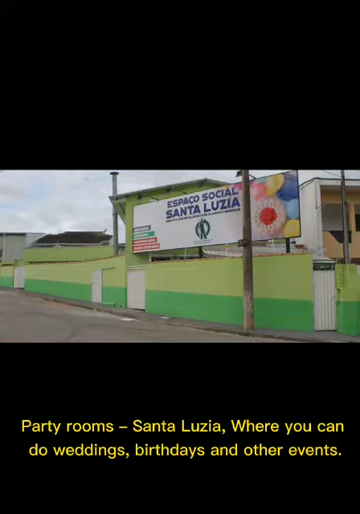 ESPAÇO SOCIAL
SANTA LUZIA
Party rooms – Santa Luzia, Where you can
do weddings, birthdays and other events.